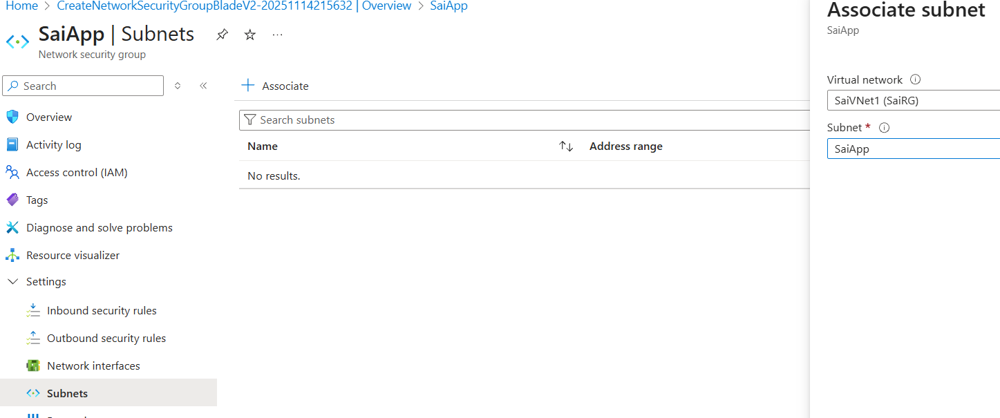 Home > CreateNetworkSecurityGroupBladeV2-20251114215632 | Overview > SaiApp
SaiApp | Subnets
Network security group
Search
Overview
Activity log
Access control (IAM)
Tags
Diagnose and solve problems
Resource visualizer
Settings
Inbound security rules
Outbound security rules
Network interfaces
Subnets
Associate
Search subnets
Name Address range
No results.
Associate subnet
SaiApp
Virtual network
SaiVNet1 (SaiRG)
Subnet *
SaiApp